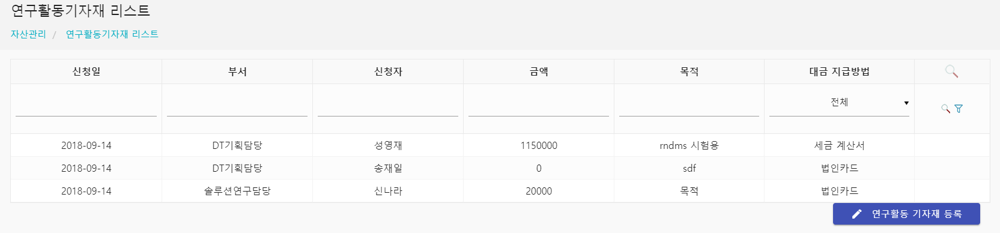 연구활동기자재 리스트
자산관리 / 연구활동기자재 리스트
신청일 부서 신청자 금액 목적 대금 지급방법
전체
2018-09-14 DT기획담당 성영재 1150000 rndms 시험용 세금 계산서
2018-09-14 DT기획담당 송재일 0 sdf 법인카드
2018-09-14 솔루션연구담당 신나라 20000 목적 법인카드
연구활동 기자재 등록